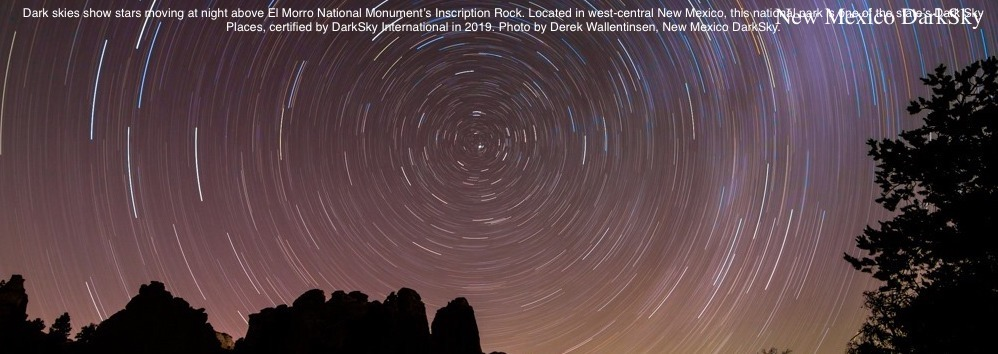 Dark skies show stars moving at night above El Morro National Monument's Inscription Rock. Located in west-central New Mexico, this national park is one of the state's Dark Sky
Places, certified by DarkSky International in 2019. Photo by Derek Wallentinsen, New Mexico DarkSky.
New Mexico DarkSky